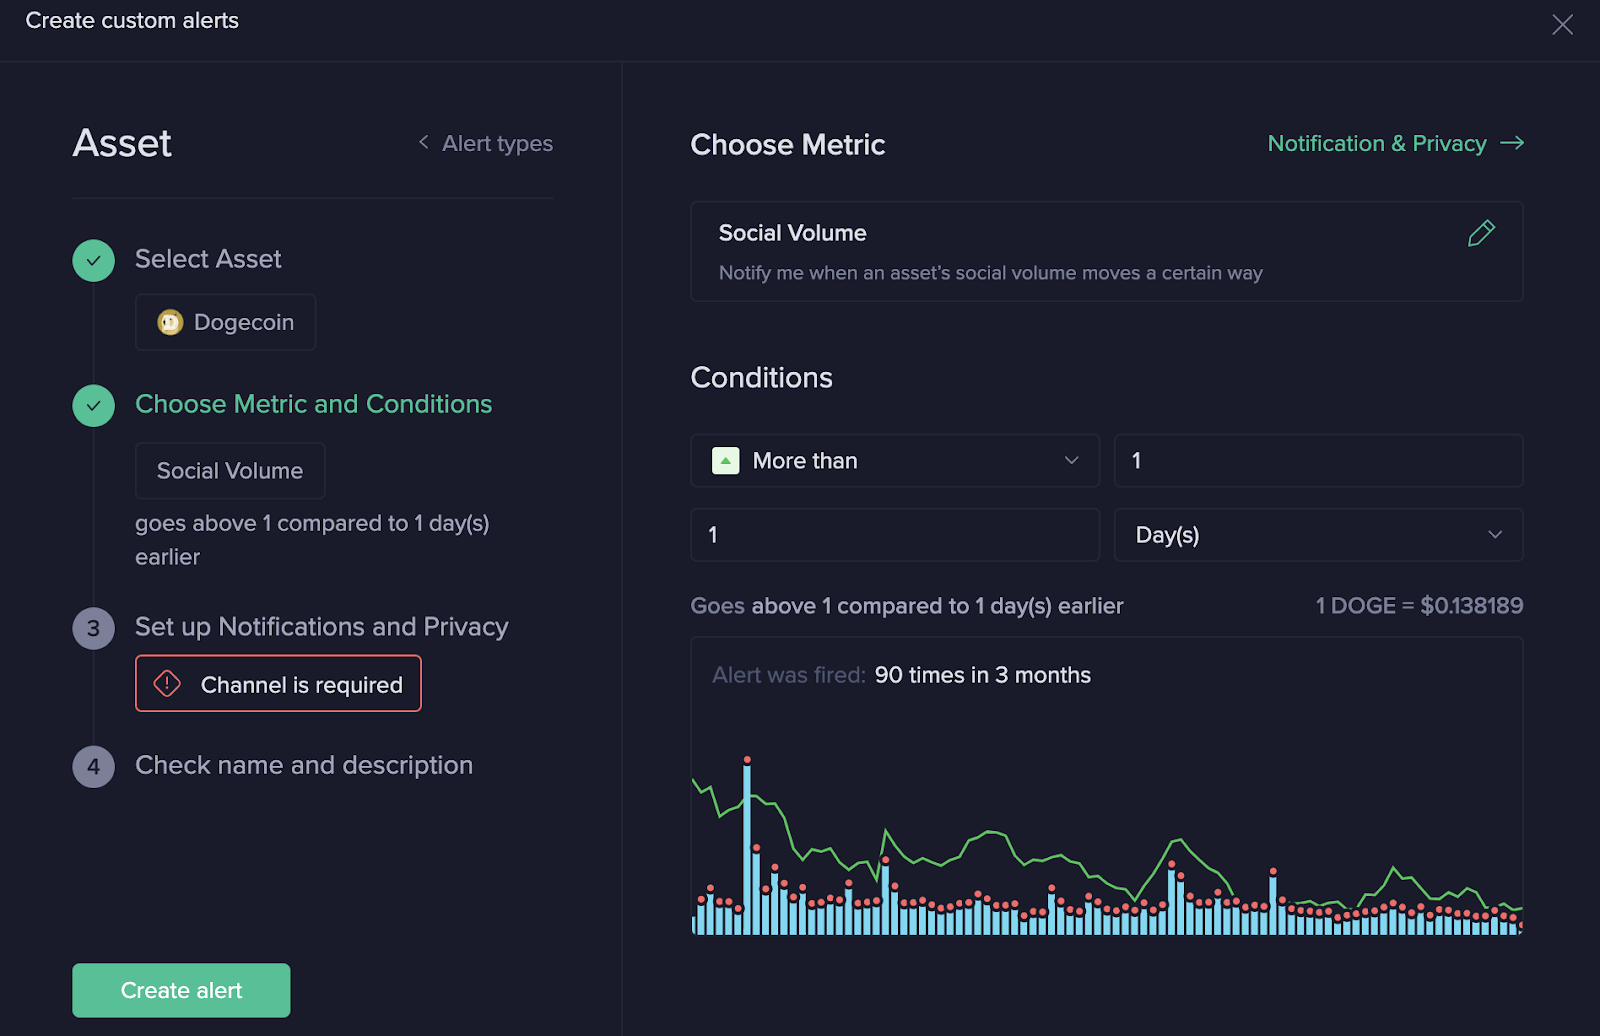 Create custom alerts
Asset
Alert types
Select Asset
Dogecoin
Choose Metric and Conditions
Social Volume
goes above 1 compared to 1 day(s)
earlier
3
Set up Notifications and Privacy
Channel is required
4
Check name and description
Create alert
Choose Metric
Notification & Privacy
Social Volume
Notify me when an asset’s social volume moves a certain way
Conditions
More than
1
1
Day(s)
Goes above 1 compared to 1 day(s) earlier
1 DOGE = $0.138189
Alert was fired: 90 times in 3 months